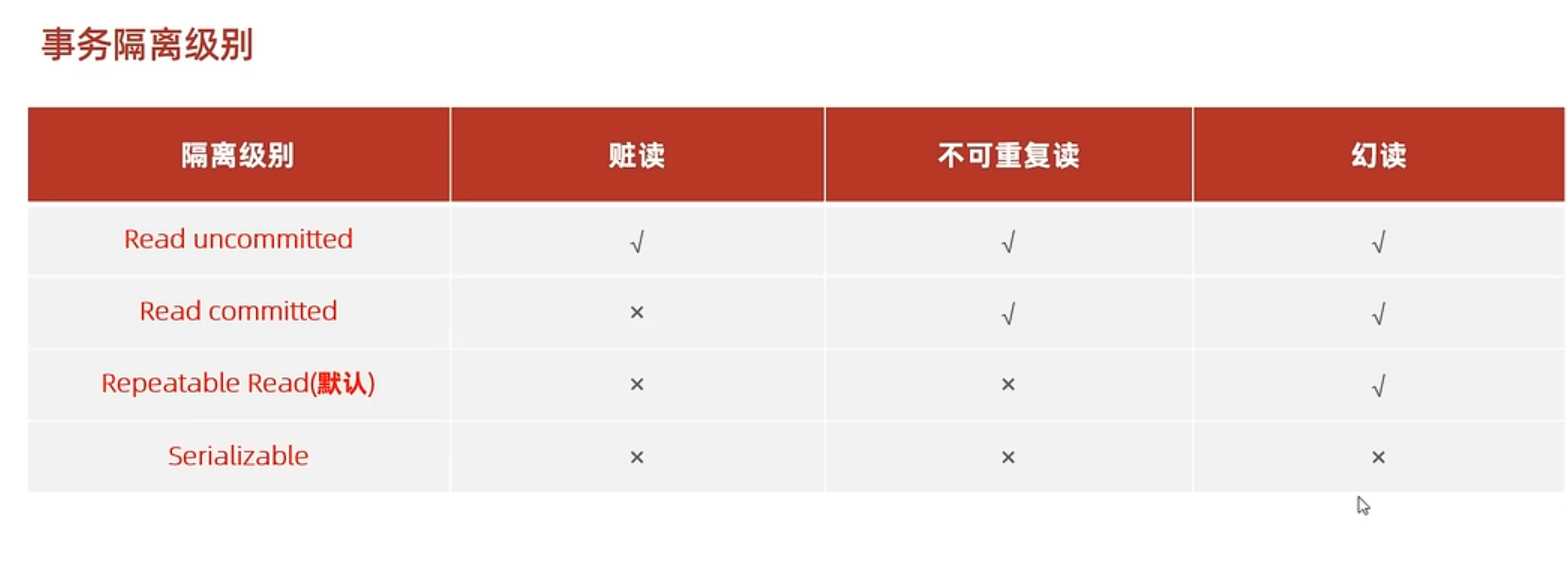 事务隔离级别
隔离级别 赃读 不可重复读 幻读
Read uncommitted √ √ √
Read committed × √ √
Repeatable Read(默认) × × √
Serializable × × ×